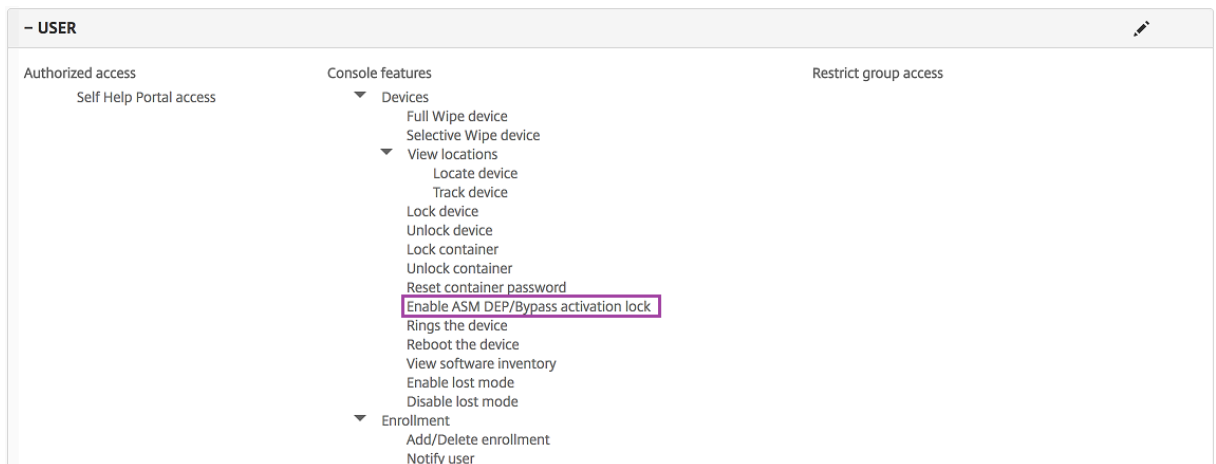 – USER
Authorized access
Self Help Portal access
Console features
Devices
Full Wipe device
Selective Wipe device
View locations
Locate device
Track device
Lock device
Unlock device
Lock container
Unlock container
Reset container password
Enable ASM DEP/Bypass activation lock
Rings the device
Reboot the device
View software inventory
Enable lost mode
Disable lost mode
Enrollment
Add/Delete enrollment
Notify user
Restrict group access